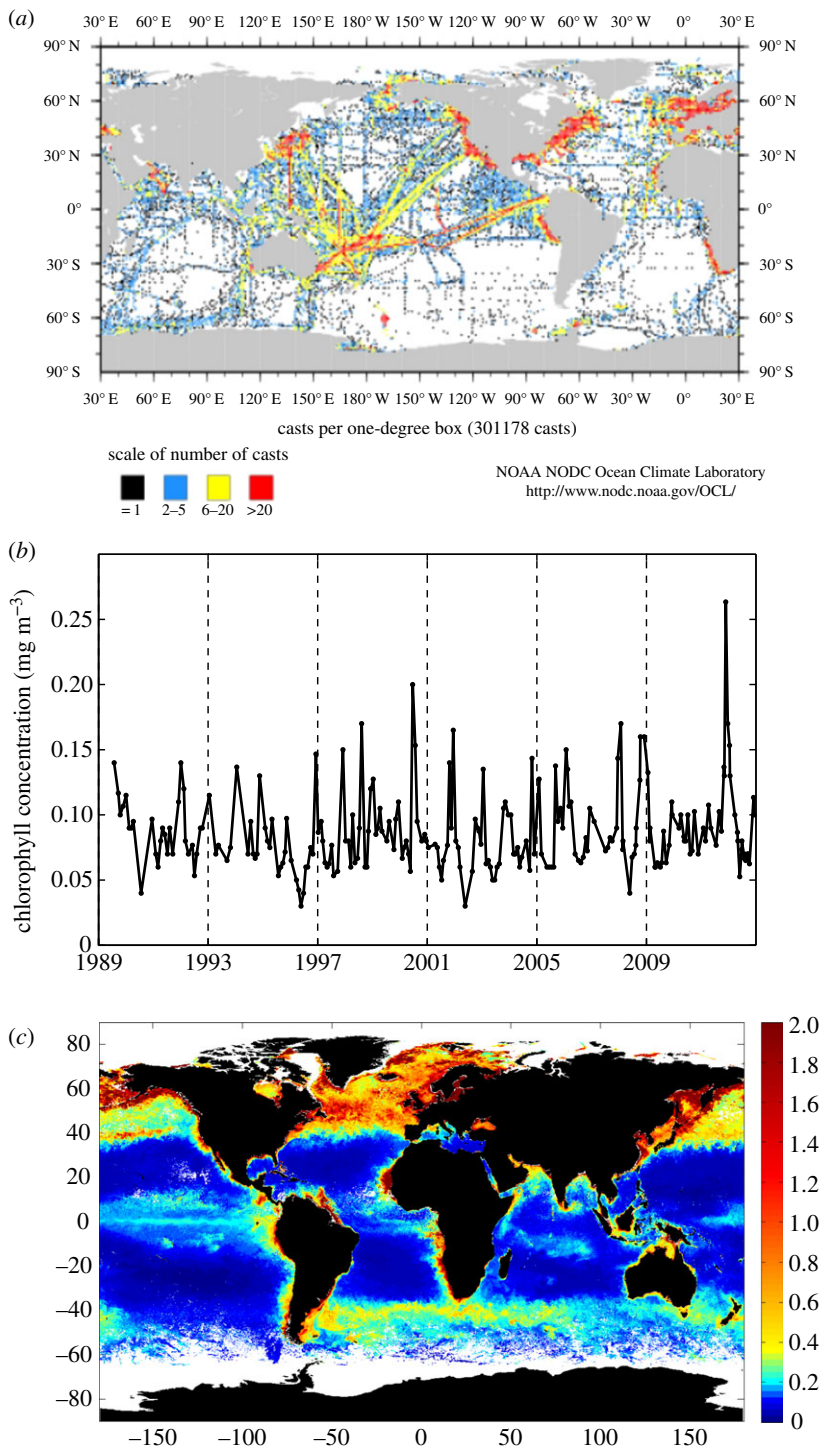 (a)
30° E 60° E 90° E 120° E 150° E 180° W 150° W 120° W 90° W 60° W 30° W 0° 30° E
90° N 90° N
60° N 60° N
30° N 30° N
0° 0°
30° S 30° S
60° S 60° S
90° S 90° S
30° E 60° E 90° E 120° E 150° E 180° W 150° W 120° W 90° W 60° W 30° W 0° 30° E
casts per one-degree box (301178 casts)
scale of number of casts
= 1 2–5 6–20 >20
NOAA NODC Ocean Climate Laboratory
http://www.nodc.noaa.gov/OCL/
(b)
chlorophyll concentration (mg m−3)
0.25
0.20
0.15
0.10
0.05
0
1989 1993 1997 2001 2005 2009
(c)
80
60
40
20
0
−20
−40
−60
−80
−150 −100 −50 0 50 100 150
2.0
1.8
1.6
1.4
1.2
1.0
0.8
0.6
0.4
0.2
0